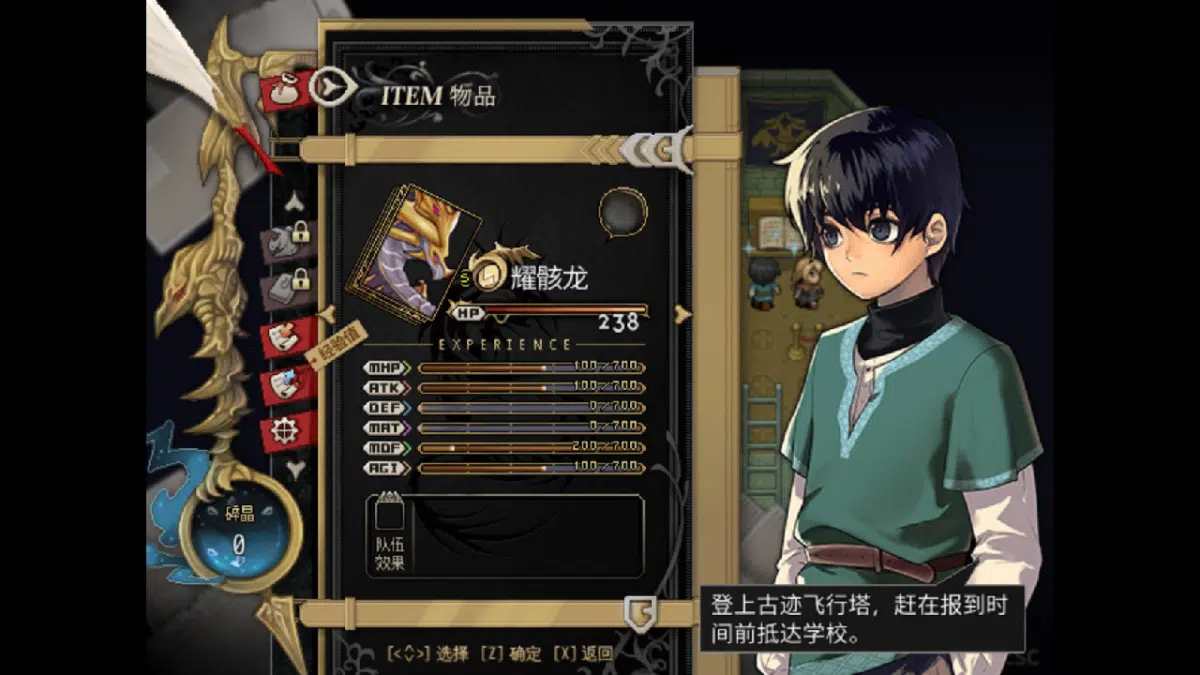 ITEM 物品
耀骸龙
HP
238
EXPERIENCE
经验值
MHP 100/700
ATK 100/700
DEF 0/700
MAT 0/700
MDF 200/700
AGI 100/700
碎晶
0
队伍
效果
登上古迹飞行塔，赶在报到时
间前抵达学校。
[<◇>] 选择 [Z] 确定 [X] 返回